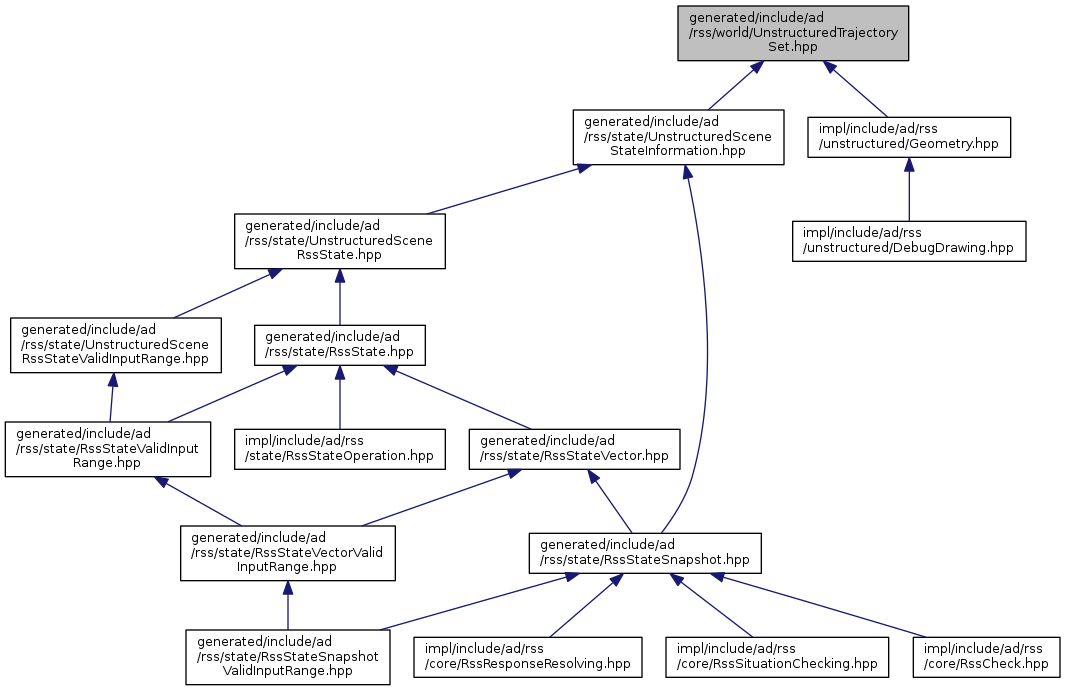 generated/include/ad
/rss/world/UnstructuredTrajectory
Set.hpp
generated/include/ad
/rss/state/UnstructuredScene
StateInformation.hpp
impl/include/ad/rss
/unstructured/Geometry.hpp
generated/include/ad
/rss/state/UnstructuredScene
RssState.hpp
impl/include/ad/rss
/unstructured/DebugDrawing.hpp
generated/include/ad
/rss/state/UnstructuredScene
RssStateValidInputRange.hpp
generated/include/ad
/rss/state/RssState.hpp
generated/include/ad
/rss/state/RssStateValidInput
Range.hpp
impl/include/ad/rss
/state/RssStateOperation.hpp
generated/include/ad
/rss/state/RssStateVector.hpp
generated/include/ad
/rss/state/RssStateVectorValid
InputRange.hpp
generated/include/ad
/rss/state/RssStateSnapshot.hpp
generated/include/ad
/rss/state/RssStateSnapshot
ValidInputRange.hpp
impl/include/ad/rss
/core/RssResponseResolving.hpp
impl/include/ad/rss
/core/RssSituationChecking.hpp
impl/include/ad/rss
/core/RssCheck.hpp